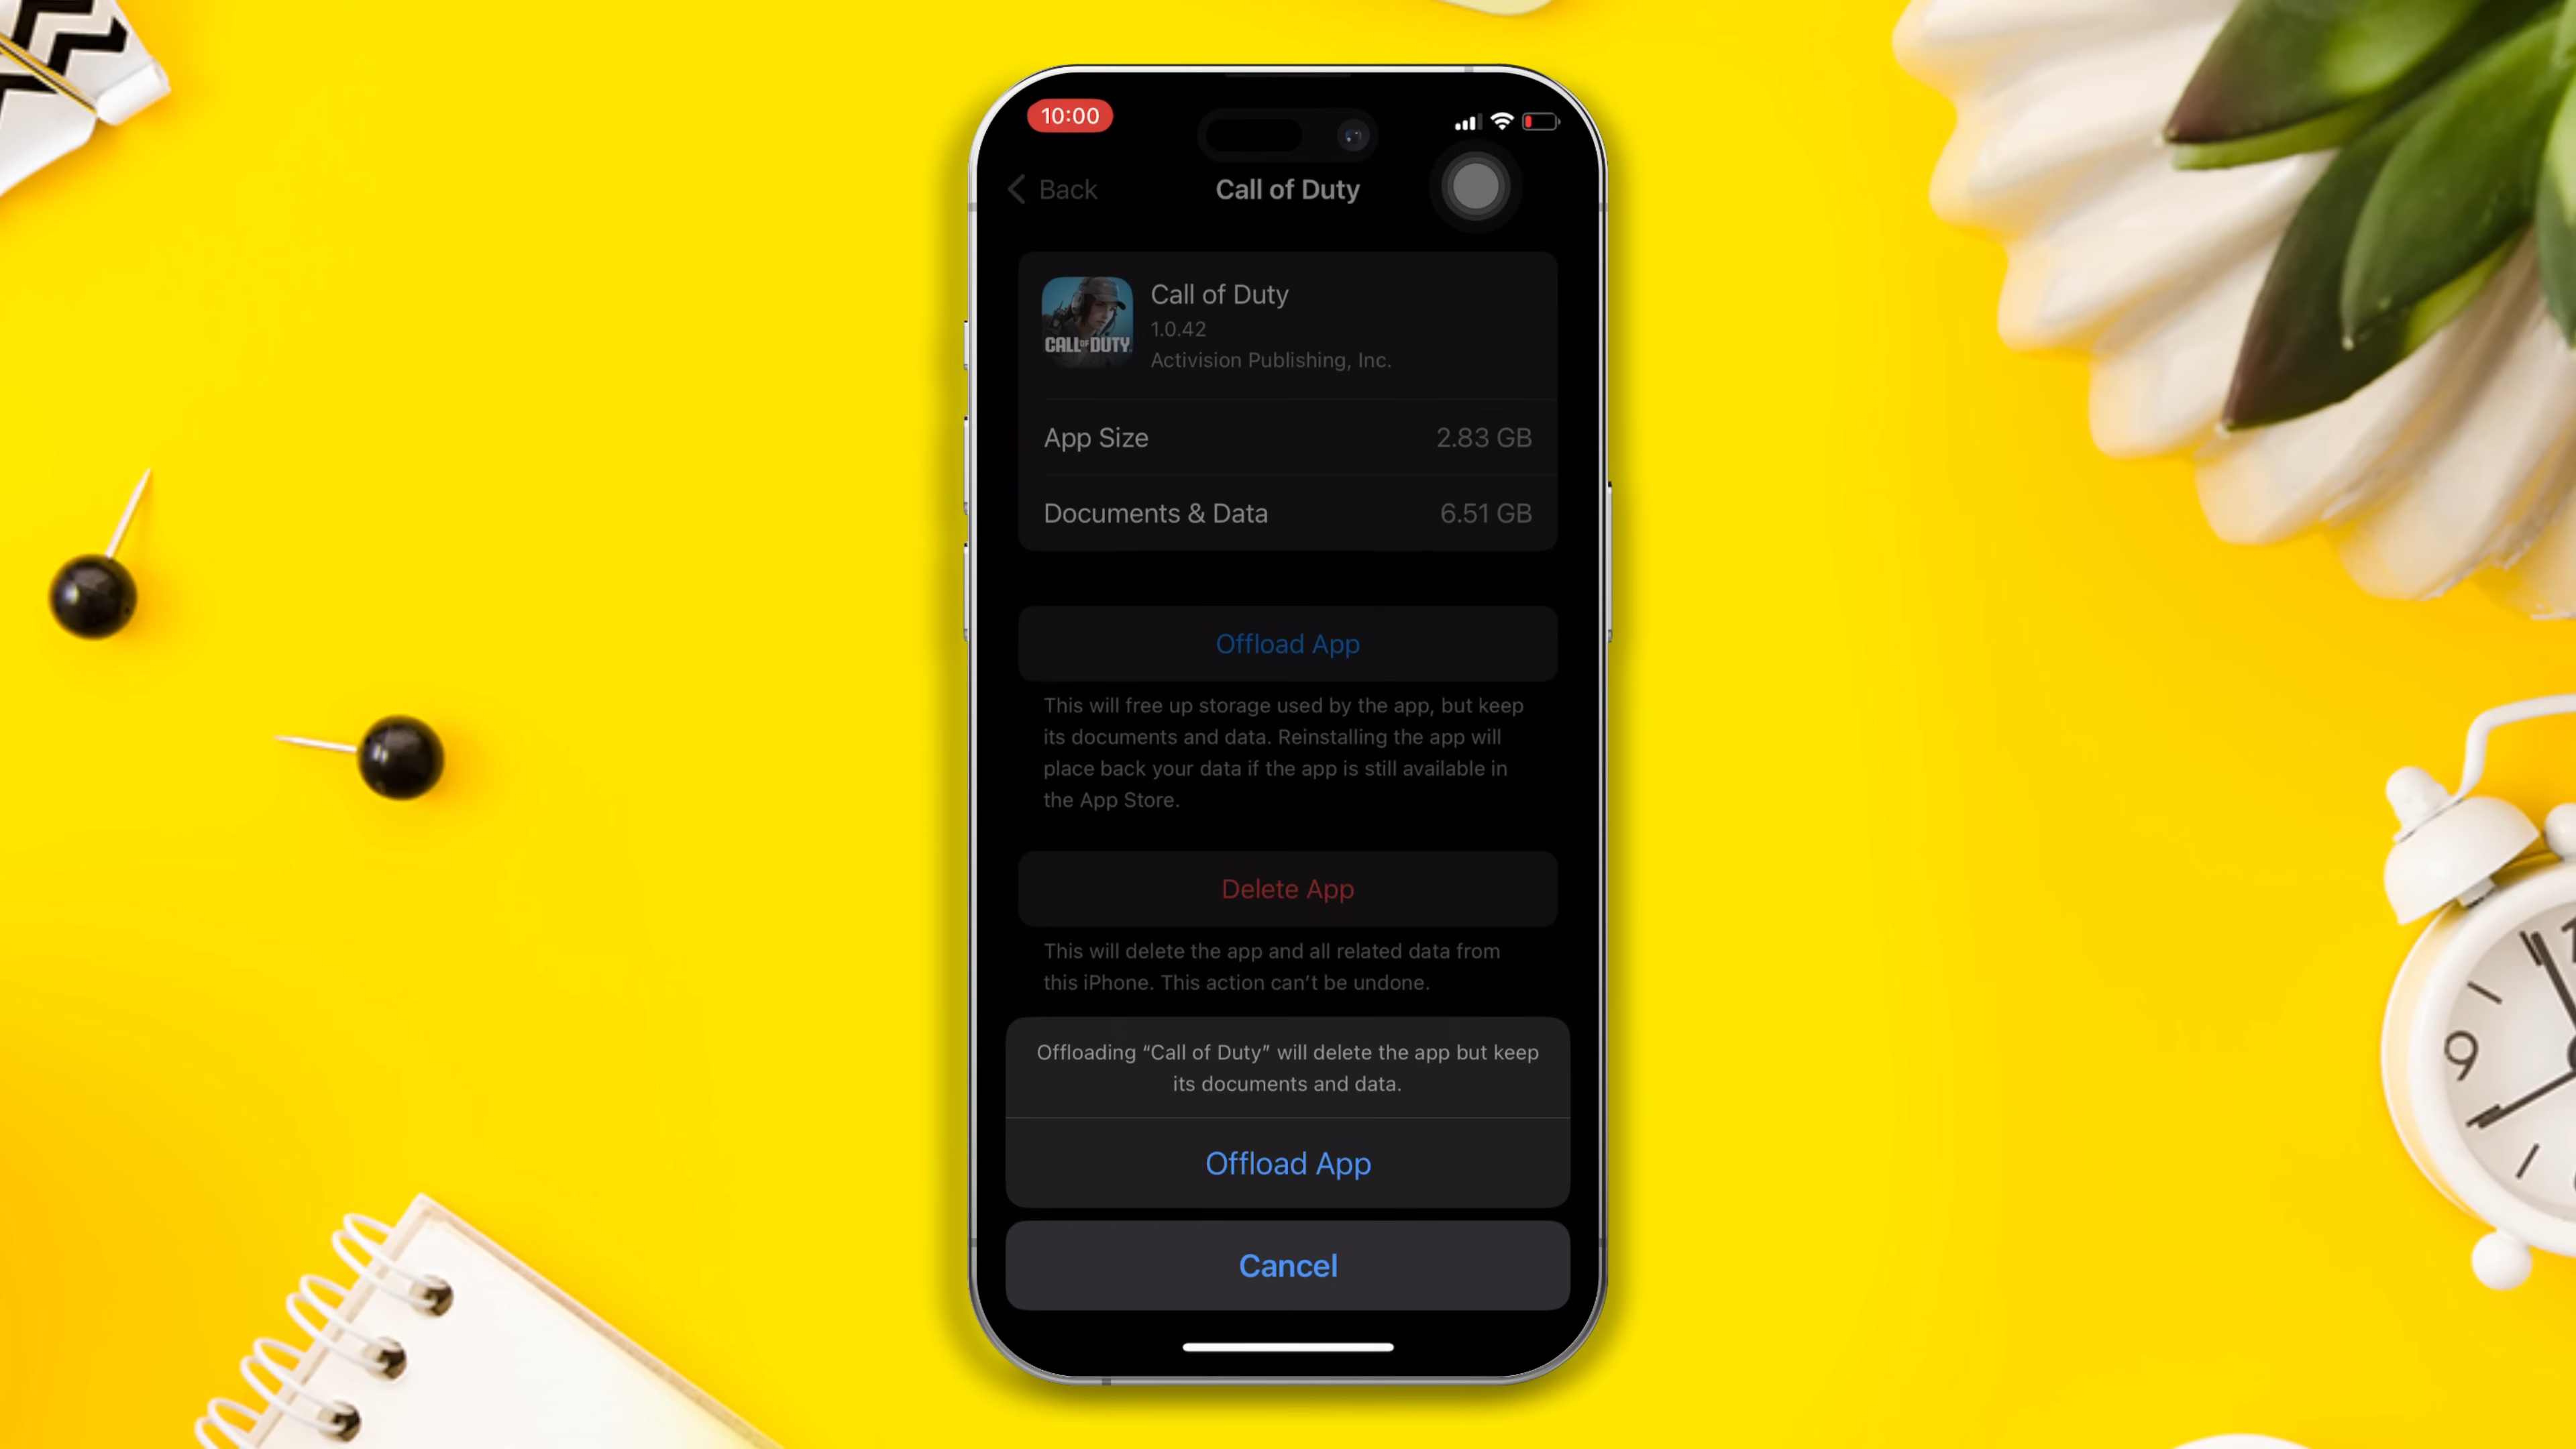 10:00
Back
Call of Duty
Call of Duty
1.0.42
Activision Publishing, Inc.
CALL OF DUTY
App Size
2.83 GB
Documents & Data
6.51 GB
Offload App
This will free up storage used by the app, but keep
its documents and data. Reinstalling the app will
place back your data if the app is still available in
the App Store.
Delete App
This will delete the app and all related data from
this iPhone. This action can’t be undone.
Offloading “Call of Duty” will delete the app but keep
its documents and data.
Offload App
Cancel
9